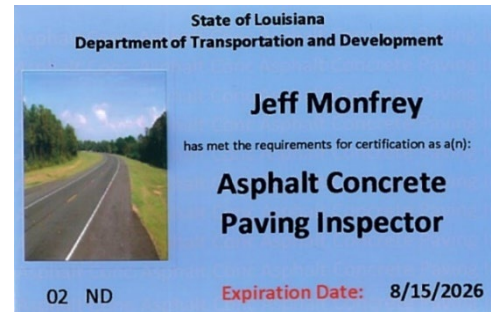 State of Louisiana
Department of Transportation and Development
Jeff Monfrey
has met the requirements for certification as a(n):
Asphalt Concrete
Paving Inspector
02 ND
Expiration Date: 8/15/2026